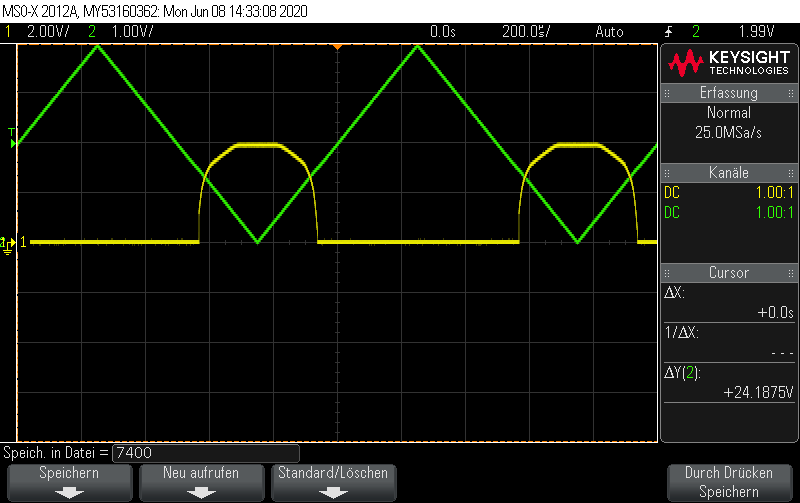 MSO-X 2012A, MY53160362: Mon Jun 08 14:33:08 2020
1 2.00V/ 2 1.00V/ 0.0s 200.0µs/ Auto 2 1.99V
KEYSIGHT
TECHNOLOGIES
Erfassung
Normal
25.0MSa/s
Kanäle
DC 1.00:1
DC 1.00:1
Cursor
ΔX:
+0.0s
1/ΔX:
- - -
ΔY(2):
+24.1875V
T
2 1
Speich. in Datei = 7400
Speichern
Neu aufrufen
Standard/Löschen
Durch Drücken
Speichern